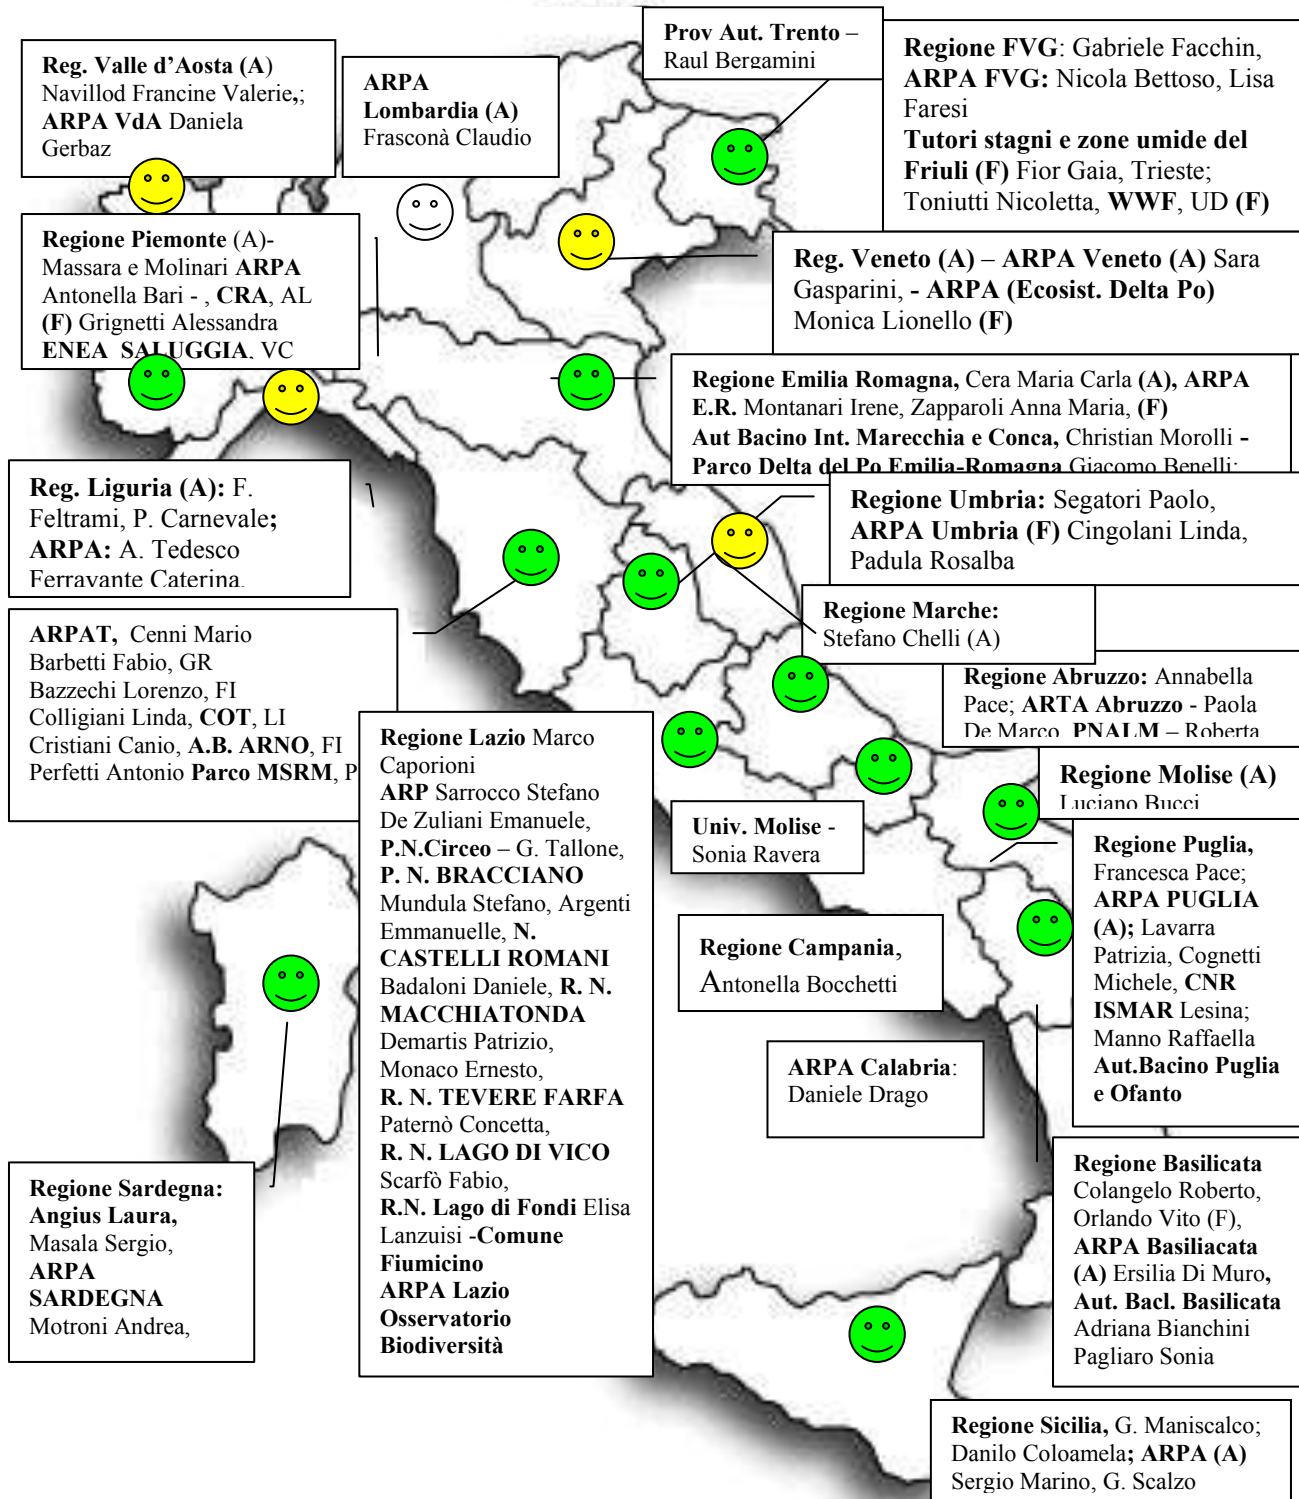 Reg. Valle d'Aosta (A)
Navillod Francine Valerie,;
ARPA VdA Daniela
Gerbaz
ARPA
Lombardia (A)
Frasconà Claudio
Prov Aut. Trento –
Raul Bergamini
Regione FVG: Gabriele Facchin,
ARPA FVG: Nicola Bettoso, Lisa
Faresi
Tutori stagni e zone umide del
Friuli (F) Fior Gaia, Trieste;
Toniutti Nicoletta, WWF, UD (F)
Regione Piemonte (A)-
Massara e Molinari ARPA
Antonella Bari - , CRA, AL
(F) Grignetti Alessandra
ENEA SALUGGIA, VC
Reg. Veneto (A) – ARPA Veneto (A) Sara
Gasparini, - ARPA (Ecosist. Delta Po)
Monica Lionello (F)
Regione Emilia Romagna, Cera Maria Carla (A), ARPA
E.R. Montanari Irene, Zapparoli Anna Maria, (F)
Aut Bacino Int. Marecchia e Conca, Christian Morolli -
Parco Delta del Po Emilia-Romagna Giacomo Benelli;
Reg. Liguria (A): F.
Feltrami, P. Carnevale;
ARPA: A. Tedesco
Ferravante Caterina.
Regione Umbria: Segatori Paolo,
ARPA Umbria (F) Cingolani Linda,
Padula Rosalba
Regione Marche:
Stefano Chelli (A)
ARPAT, Cenni Mario
Barbetti Fabio, GR
Bazzechi Lorenzo, FI
Colligiani Linda, COT, LI
Cristiani Canio, A.B. ARNO, FI
Perfetti Antonio Parco MSRM, P
Regione Abruzzo: Annabella
Pace; ARTA Abruzzo - Paola
De Marco, PNALM – Roberta
Regione Lazio Marco
Caporioni
ARP Sarrocco Stefano
De Zuliani Emanuele,
P.N.Circeo – G. Tallone,
P. N. BRACCIANO
Mundula Stefano, Argenti
Emmanuelle, N.
CASTELLI ROMANI
Badaloni Daniele, R. N.
MACCHIATONDA
Demartis Patrizio,
Monaco Ernesto,
R. N. TEVERE FARFA
Paternò Concetta,
R. N. LAGO DI VICO
Scarfò Fabio,
R.N. Lago di Fondi Elisa
Lanzuisi -Comune
Fiumicino
ARPA Lazio
Osservatorio
Biodiversità
Regione Molise (A)
Luciano Bucci
Univ. Molise -
Sonia Ravera
Regione Puglia,
Francesca Pace;
ARPA PUGLIA
(A); Lavarra
Patrizia, Cognetti
Michele, CNR
ISMAR Lesina;
Manno Raffaella
Aut.Bacino Puglia
e Ofanto
Regione Campania,
Antonella Bocchetti
ARPA Calabria:
Daniele Drago
Regione Sardegna:
Angius Laura,
Masala Sergio,
ARPA
SARDEGNA
Motroni Andrea,
Regione Basilicata
Colangelo Roberto,
Orlando Vito (F),
ARPA Basiliacata
(A) Ersilia Di Muro,
Aut. Bacl. Basilicata
Adriana Bianchini
Pagliaro Sonia
Regione Sicilia, G. Maniscalco;
Danilo Coloamela; ARPA (A)
Sergio Marino, G. Scalzo